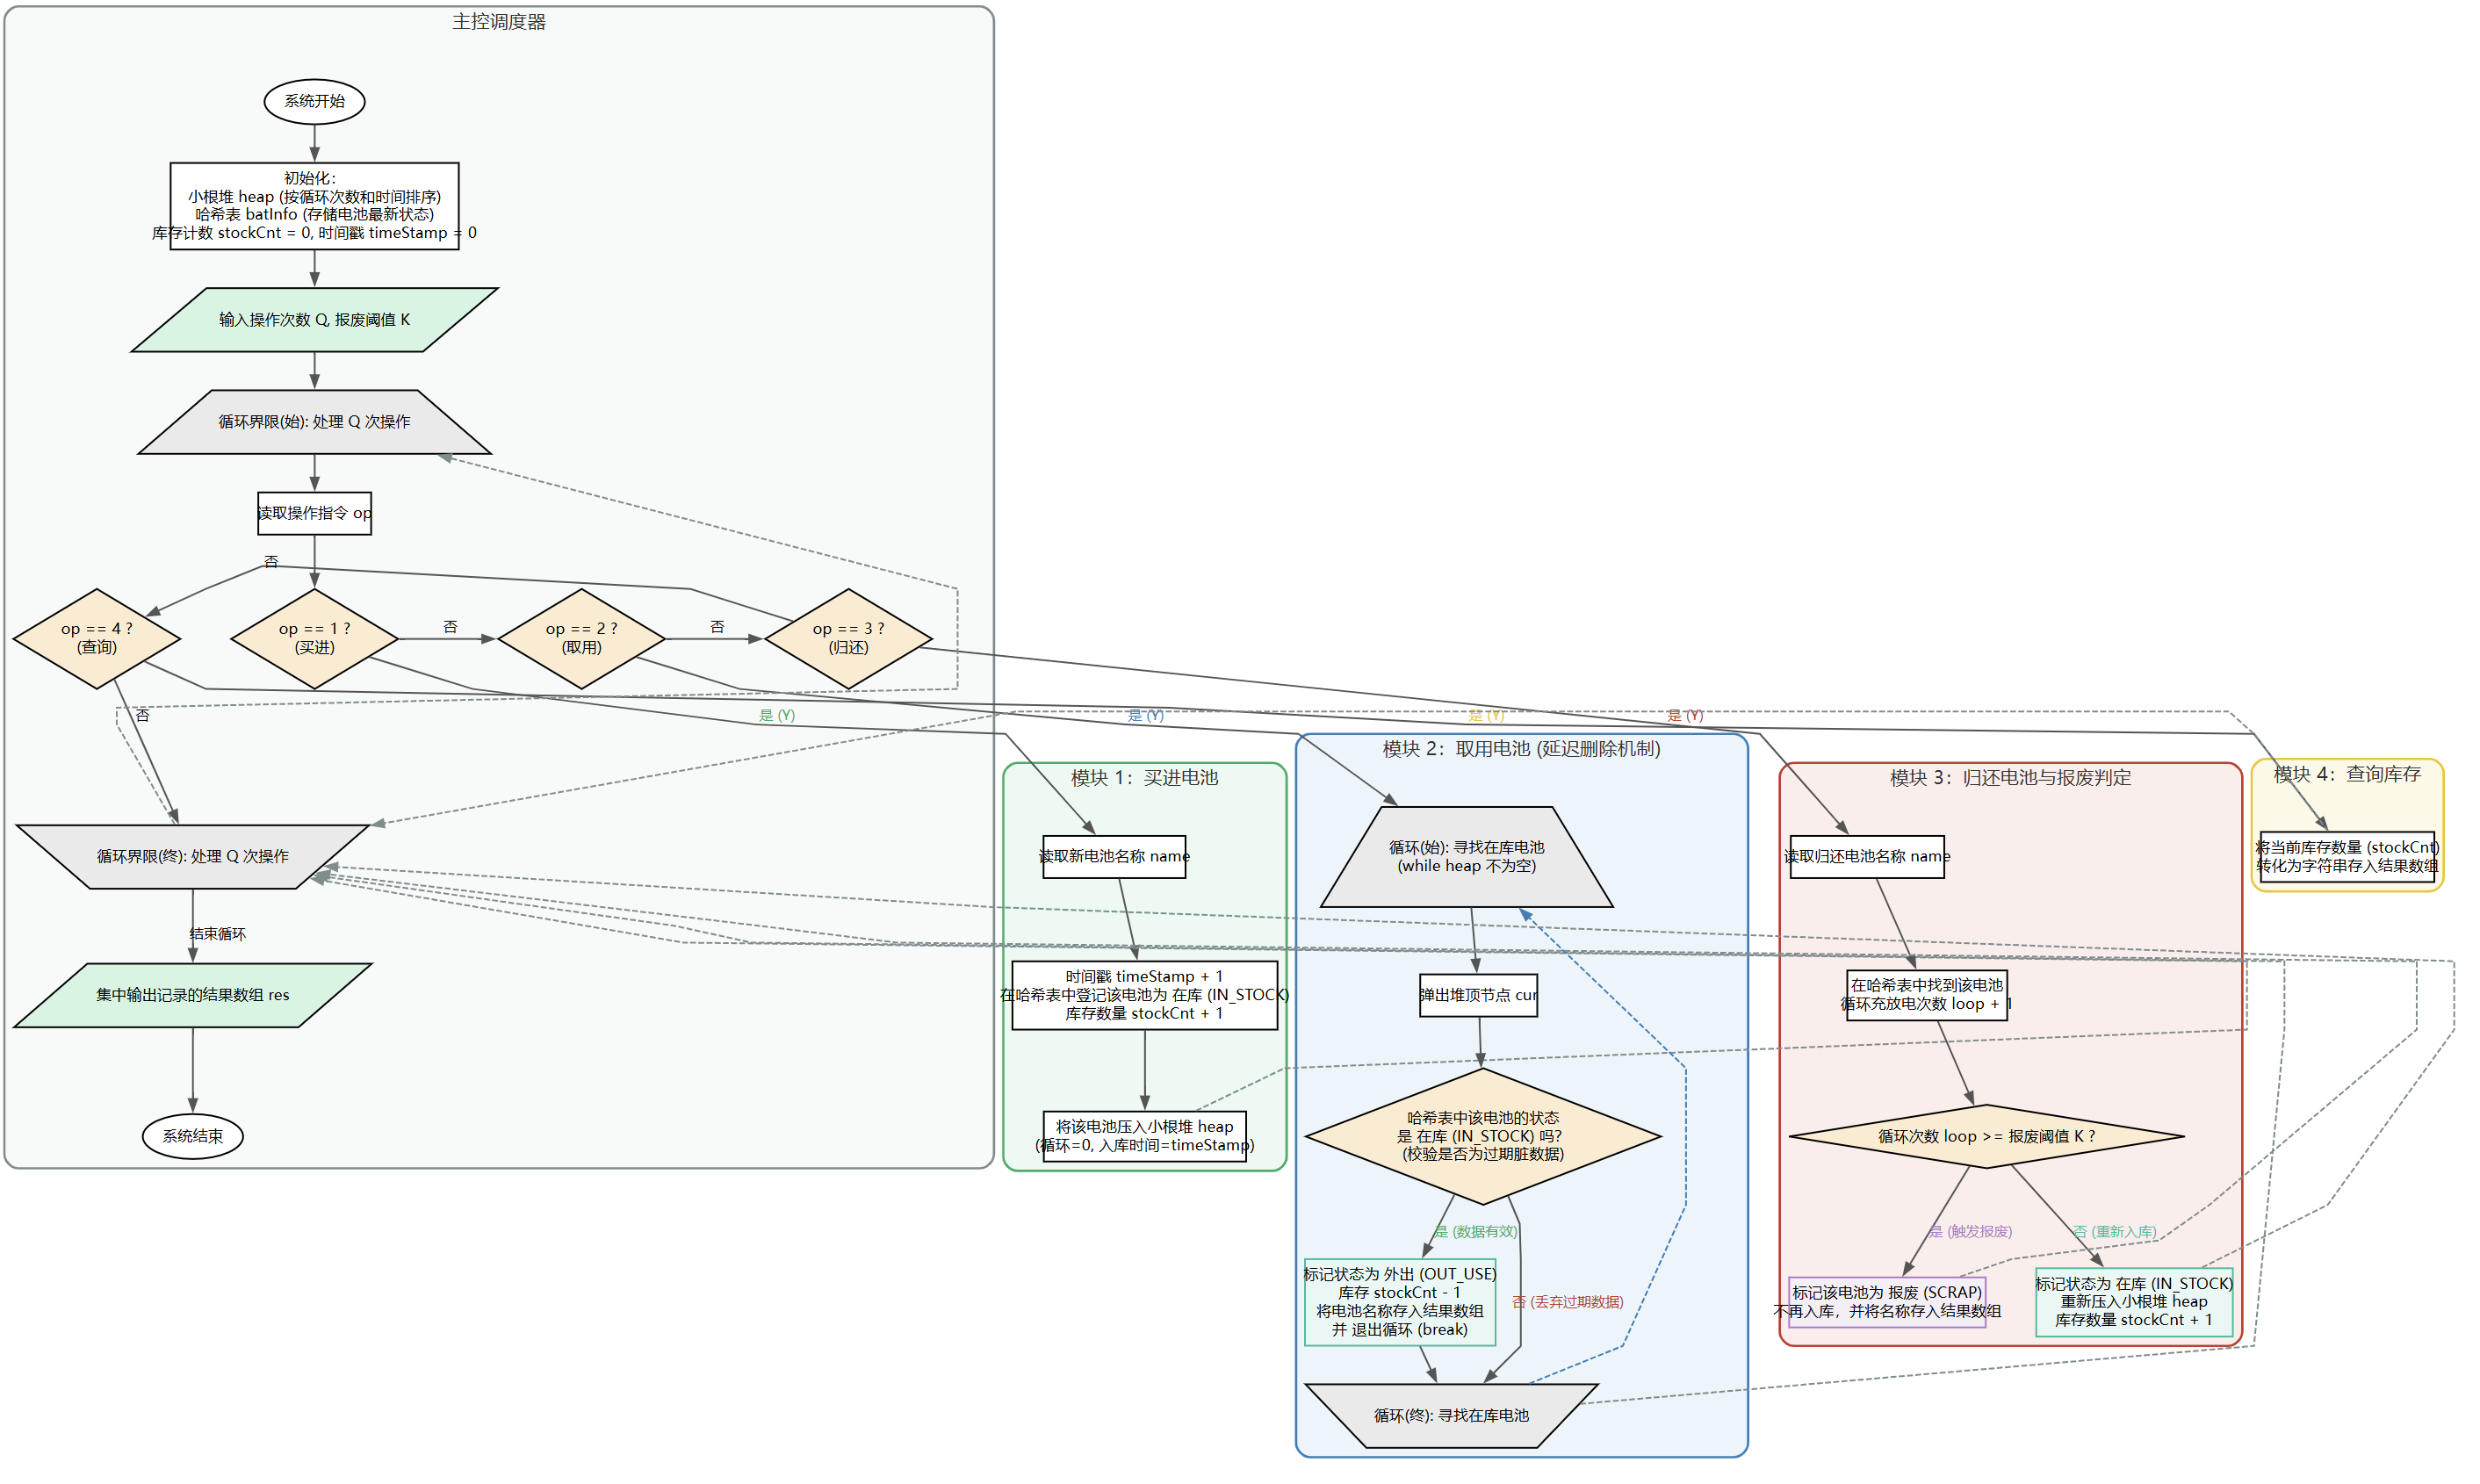 主控调度器
系统开始
初始化：
小根堆 heap (按循环次数和时间排序)
哈希表 batInfo (存储电池最新状态)
库存计数 stockCnt = 0, 时间戳 timeStamp = 0
输入操作次数 Q, 报废阈值 K
循环界限(始): 处理 Q 次操作
读取操作指令 op
否
op == 4 ?
(查询)
op == 1 ?
(买进)
否
op == 2 ?
(取用)
否
op == 3 ?
(归还)
否
是 (Y)
是 (Y)
是 (Y)
是 (Y)
循环界限(终): 处理 Q 次操作
结束循环
集中输出记录的结果数组 res
系统结束
模块 1：买进电池
读取新电池名称 name
时间戳 timeStamp + 1
在哈希表中登记该电池为 在库 (IN_STOCK)
库存数量 stockCnt + 1
将该电池压入小根堆 heap
(循环=0, 入库时间=timeStamp)
模块 2：取用电池 (延迟删除机制)
循环(始): 寻找在库电池
(while heap 不为空)
弹出堆顶节点 cur
哈希表中该电池的状态
是 在库 (IN_STOCK) 吗?
(校验是否为过期脏数据)
是 (数据有效)
标记状态为 外出 (OUT_USE)
库存 stockCnt - 1
将电池名称存入结果数组
并 退出循环 (break)
否 (丢弃过期数据)
循环(终): 寻找在库电池
模块 3：归还电池与报废判定
读取归还电池名称 name
在哈希表中找到该电池
循环充放电次数 loop + 1
循环次数 loop >= 报废阈值 K ?
是 (触发报废)
否 (重新入库)
标记该电池为 报废 (SCRAP)
不再入库，并将名称存入结果数组
标记状态为 在库 (IN_STOCK)
重新压入小根堆 heap
库存数量 stockCnt + 1
模块 4：查询库存
将当前库存数量 (stockCnt)
转化为字符串存入结果数组